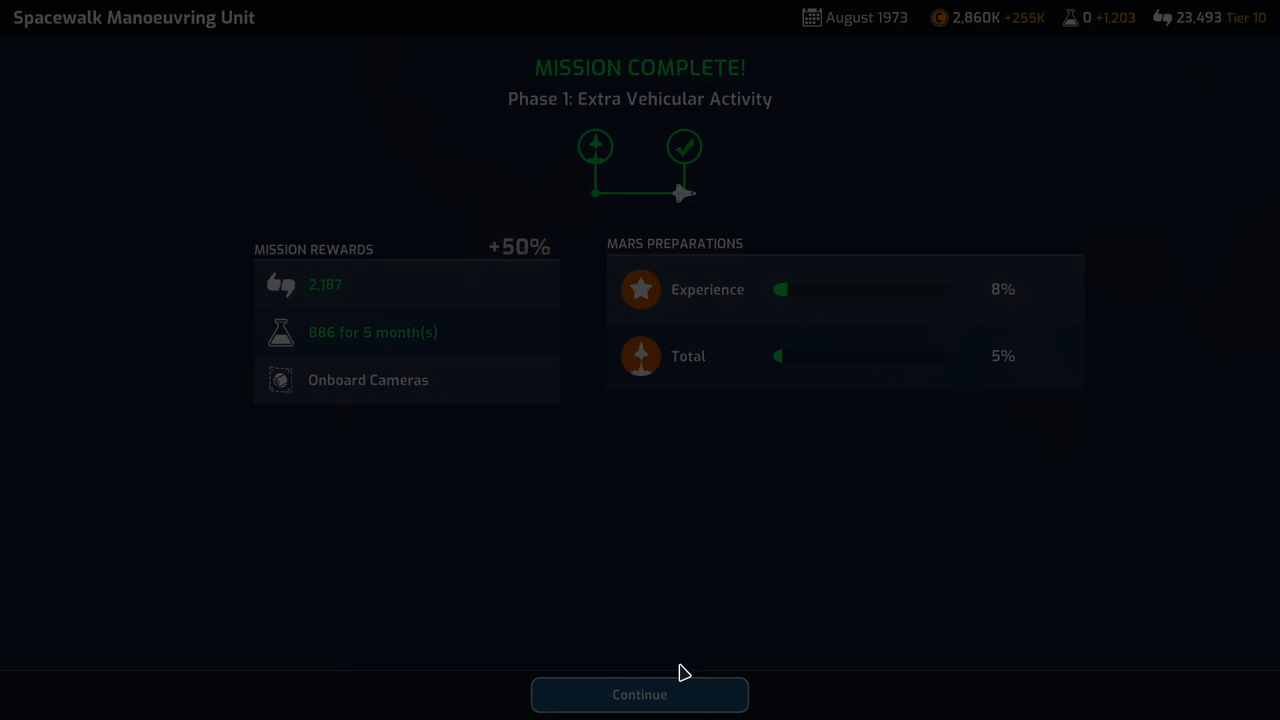 Spacewalk Manoeuvring Unit
August 1973
2,860K +255K
0 +1,203
23,493 Tier 10
MISSION COMPLETE!
Phase 1: Extra Vehicular Activity
MISSION REWARDS
+50%
2,187
886 for 5 month(s)
Onboard Cameras
MARS PREPARATIONS
Experience
8%
Total
5%
Continue